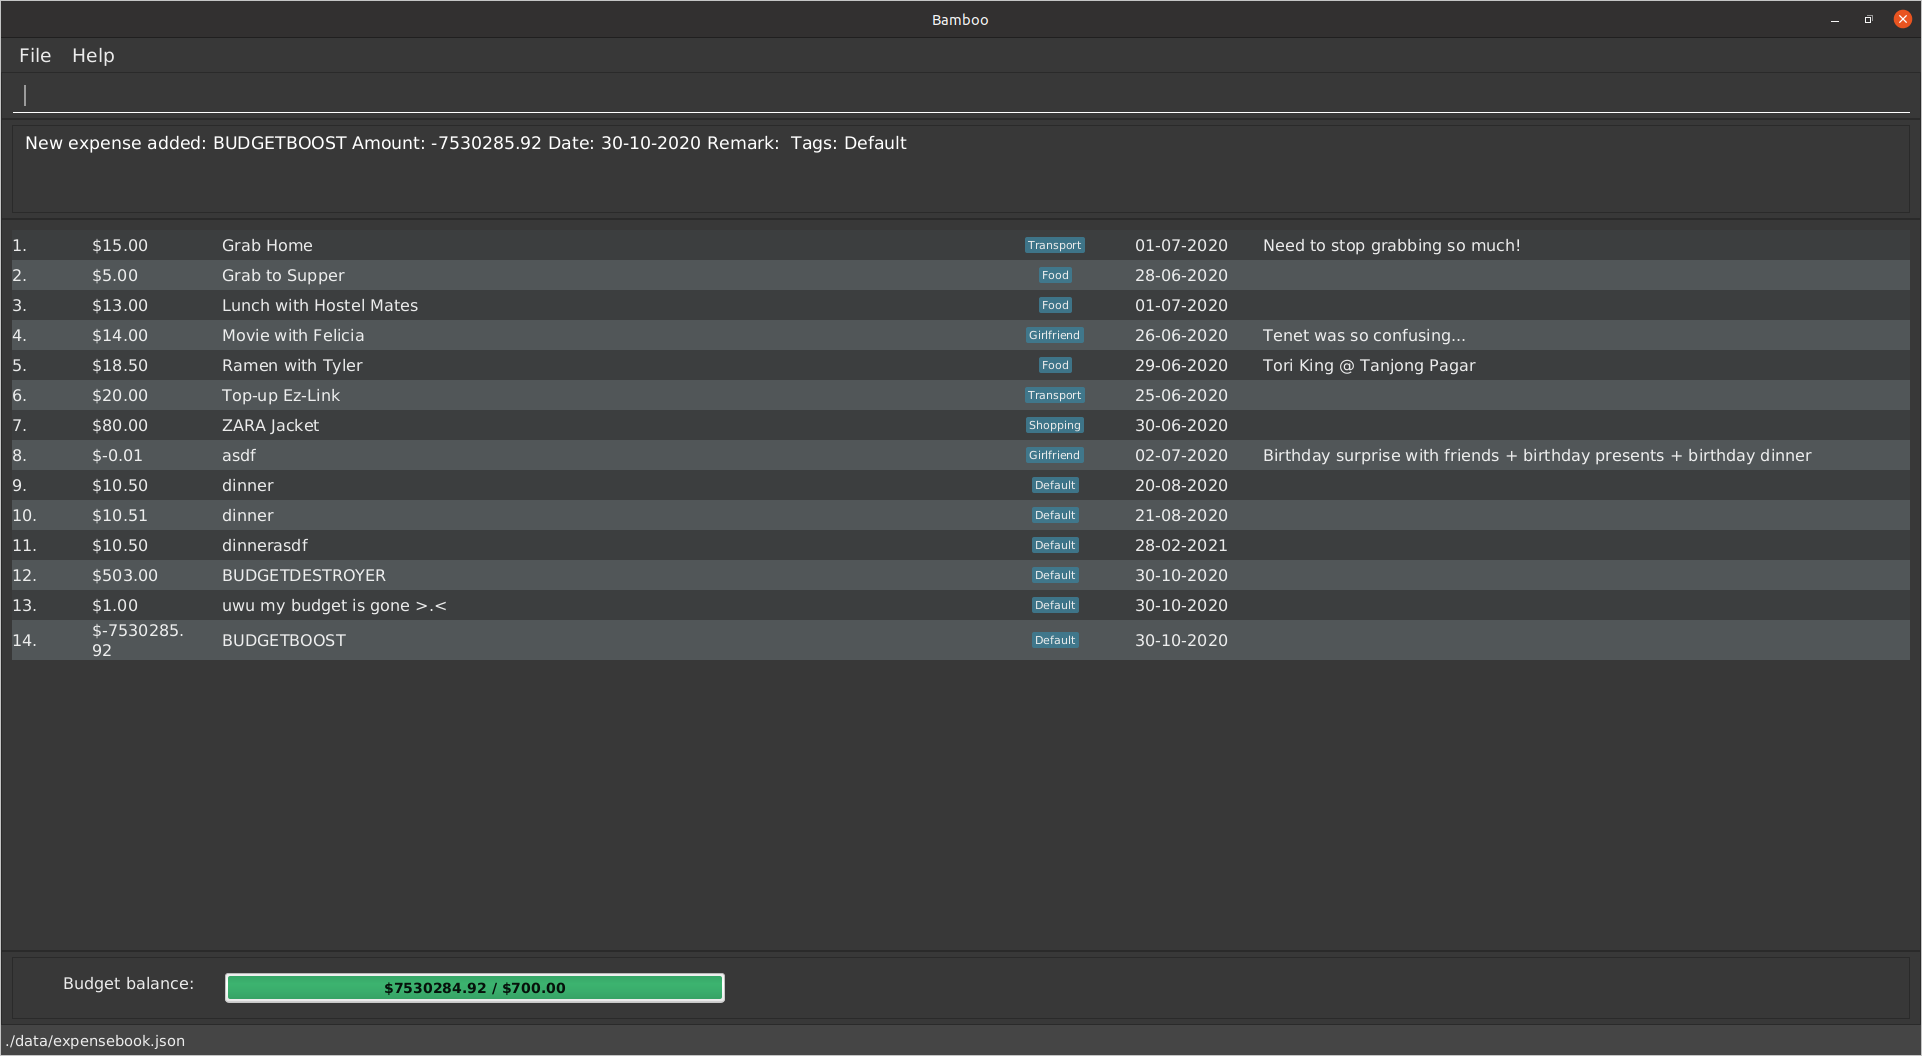 Bamboo
File Help
New expense added: BUDGETBOOST Amount: -7530285.92 Date: 30-10-2020 Remark:  Tags: Default
1. $15.00 Grab Home Transport 01-07-2020 Need to stop grabbing so much!
2. $5.00 Grab to Supper Food 28-06-2020
3. $13.00 Lunch with Hostel Mates Food 01-07-2020
4. $14.00 Movie with Felicia Girlfriend 26-06-2020 Tenet was so confusing...
5. $18.50 Ramen with Tyler Food 29-06-2020 Tori King @ Tanjong Pagar
6. $20.00 Top-up Ez-Link Transport 25-06-2020
7. $80.00 ZARA Jacket Shopping 30-06-2020
8. $-0.01 asdf Girlfriend 02-07-2020 Birthday surprise with friends + birthday presents + birthday dinner
9. $10.50 dinner Default 20-08-2020
10. $10.51 dinner Default 21-08-2020
11. $10.50 dinnerasdf Default 28-02-2021
12. $503.00 BUDGETDESTROYER Default 30-10-2020
13. $1.00 uwu my budget is gone >.< Default 30-10-2020
14. $-7530285.
92 BUDGETBOOST Default 30-10-2020
Budget balance: $7530284.92 / $700.00
./data/expensebook.json